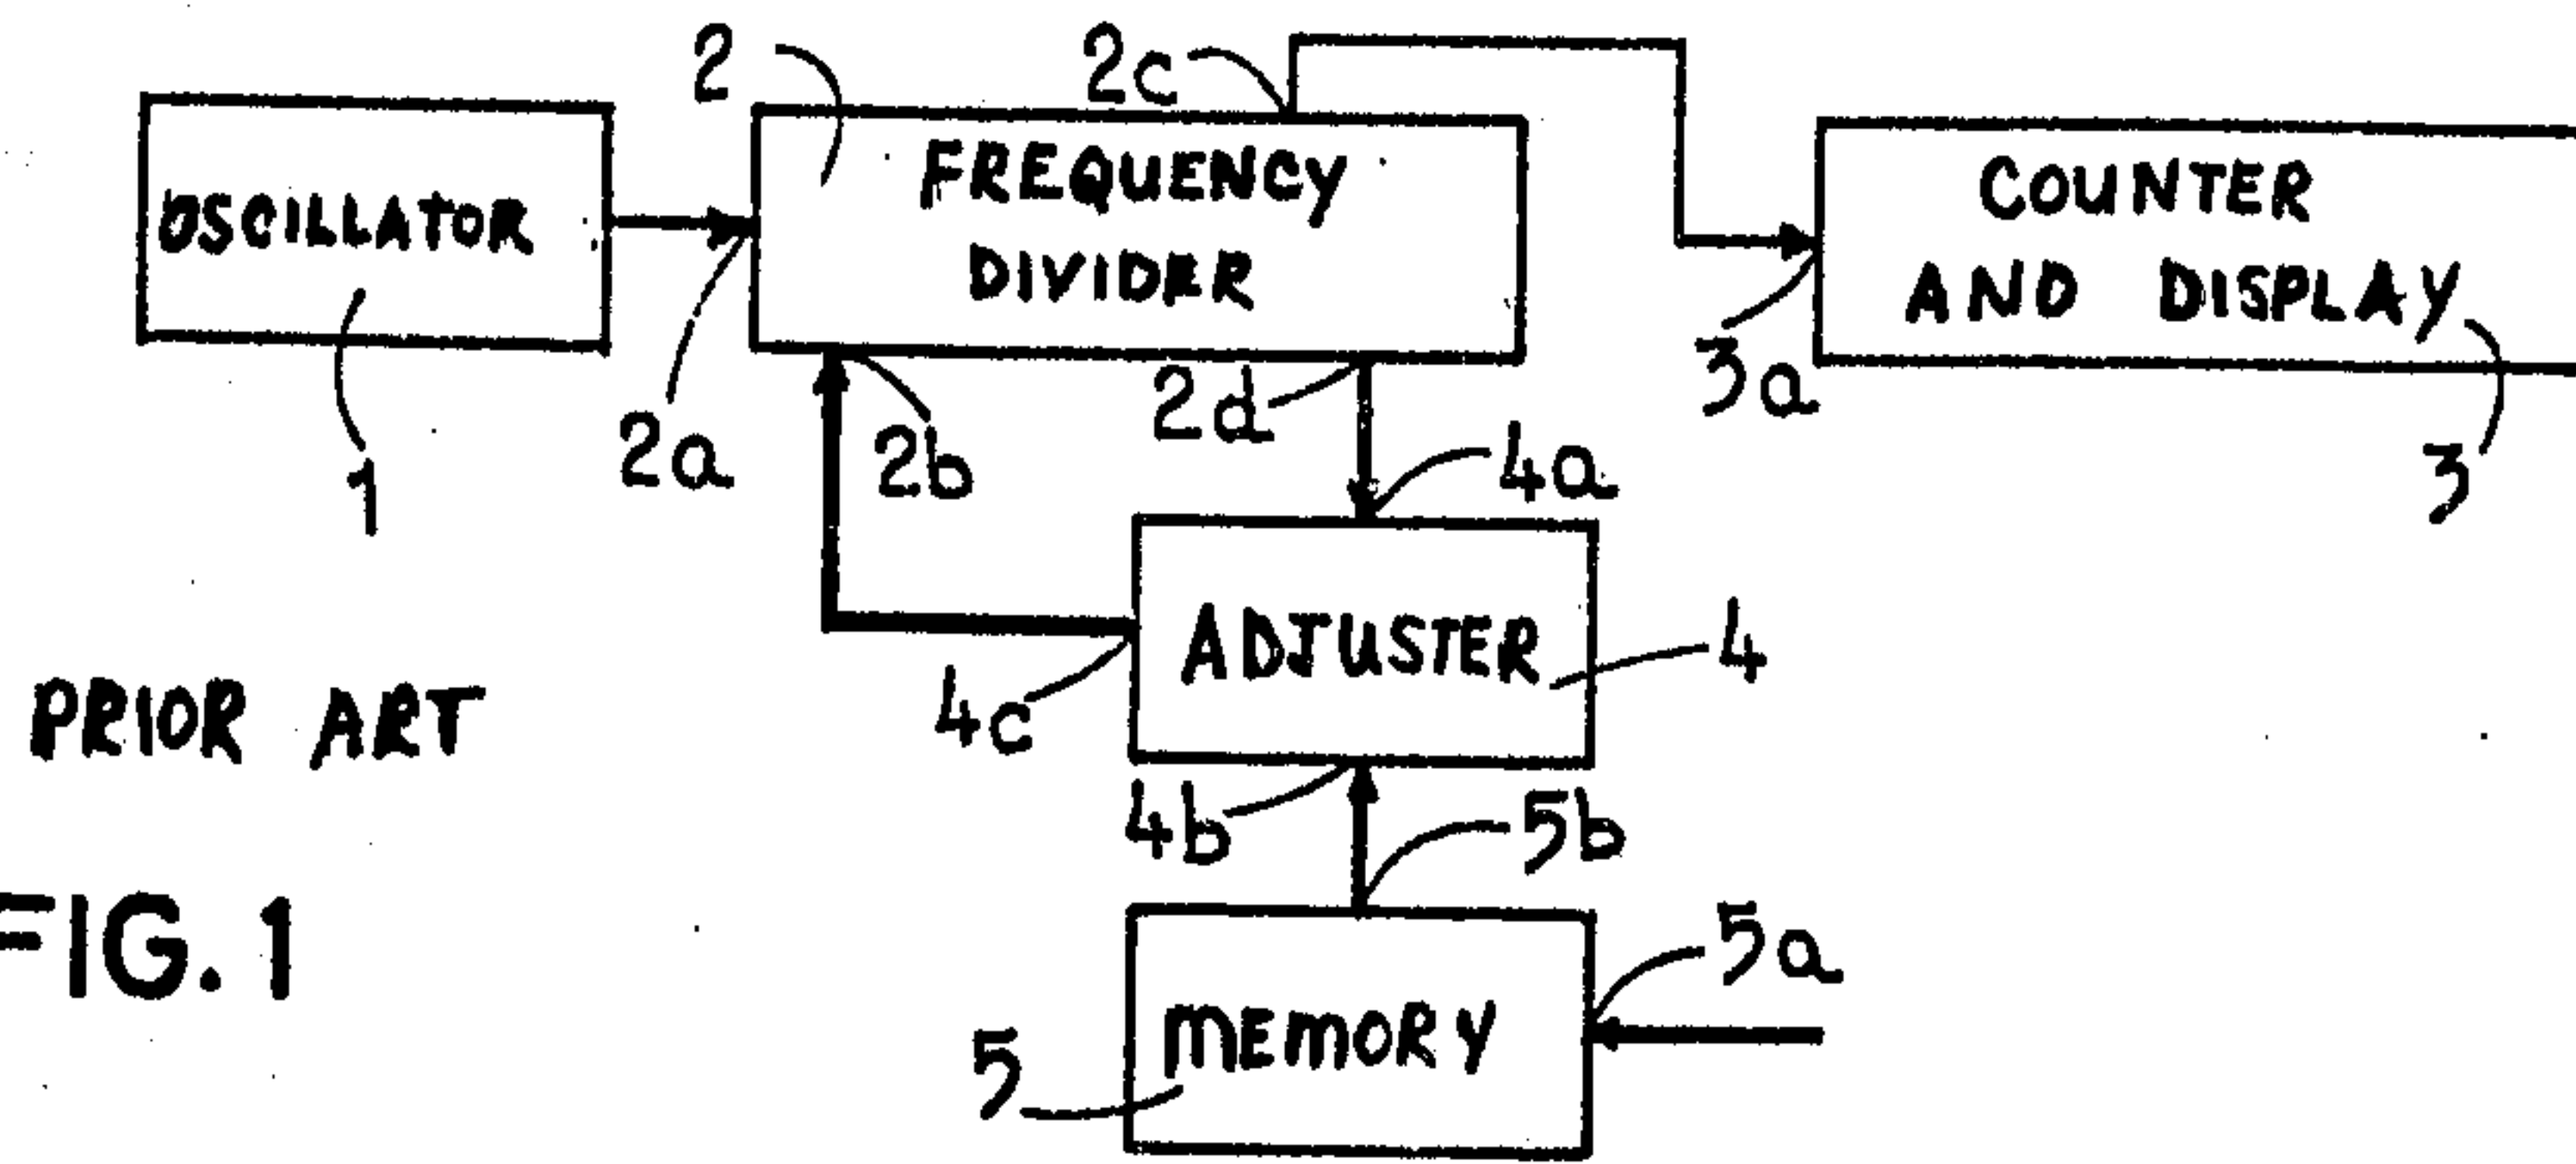 2
2c
OSCILLATOR
FREQUENCY
DIVIDER
COUNTER
AND DISPLAY
1
2a
2b
2d
3a
3
4a
ADJUSTER
4
4c
PRIOR ART
4b
5b
FIG. 1
5a
MEMORY
5